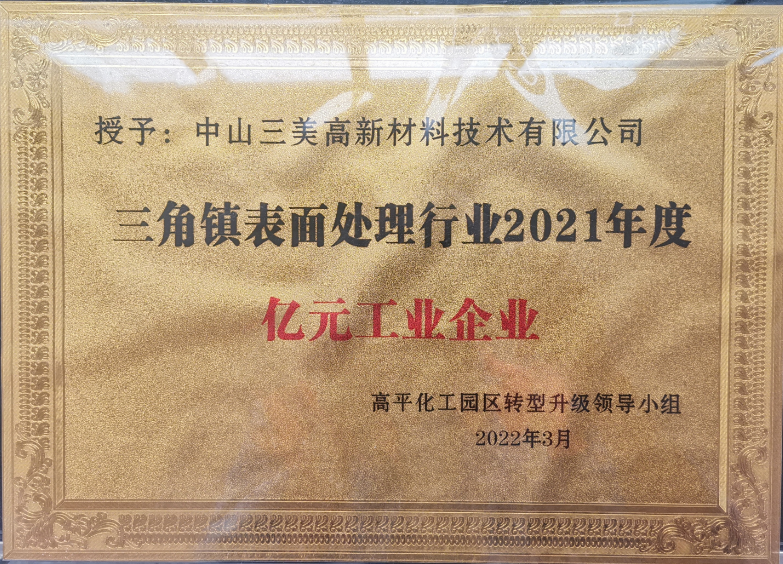 授予：中山三美高新材料技术有限公司
三角镇表面处理行业2021年度
亿元工业企业
高平化工园区转型升级领导小组
2022年3月